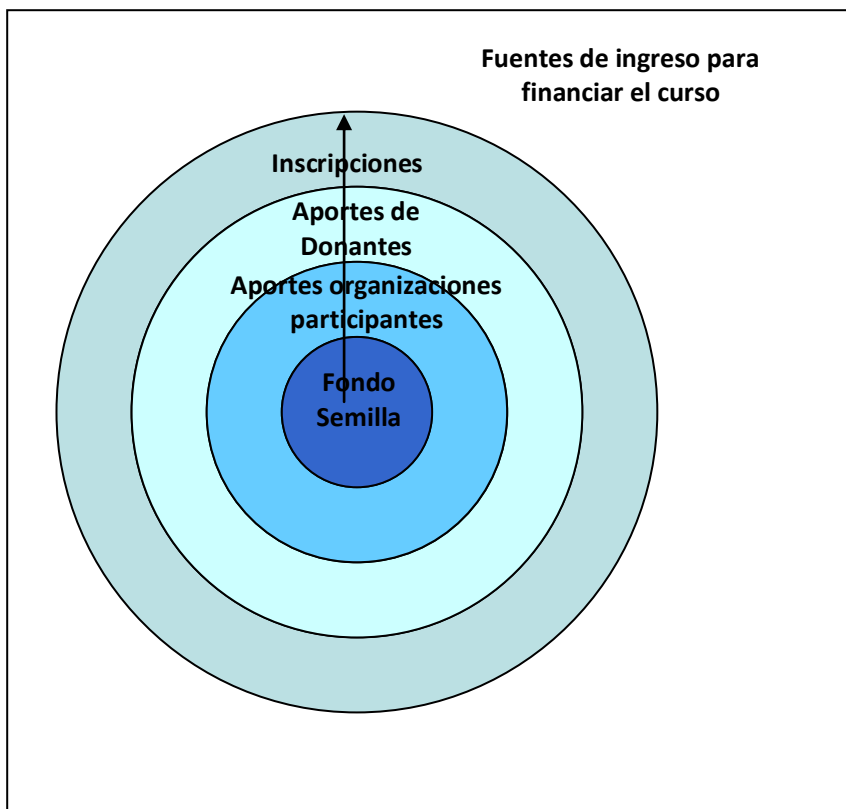 Fuentes de ingreso para
financiar el curso
Inscripciones
Aportes de
Donantes
Aportes organizaciones
participantes
Fondo
Semilla